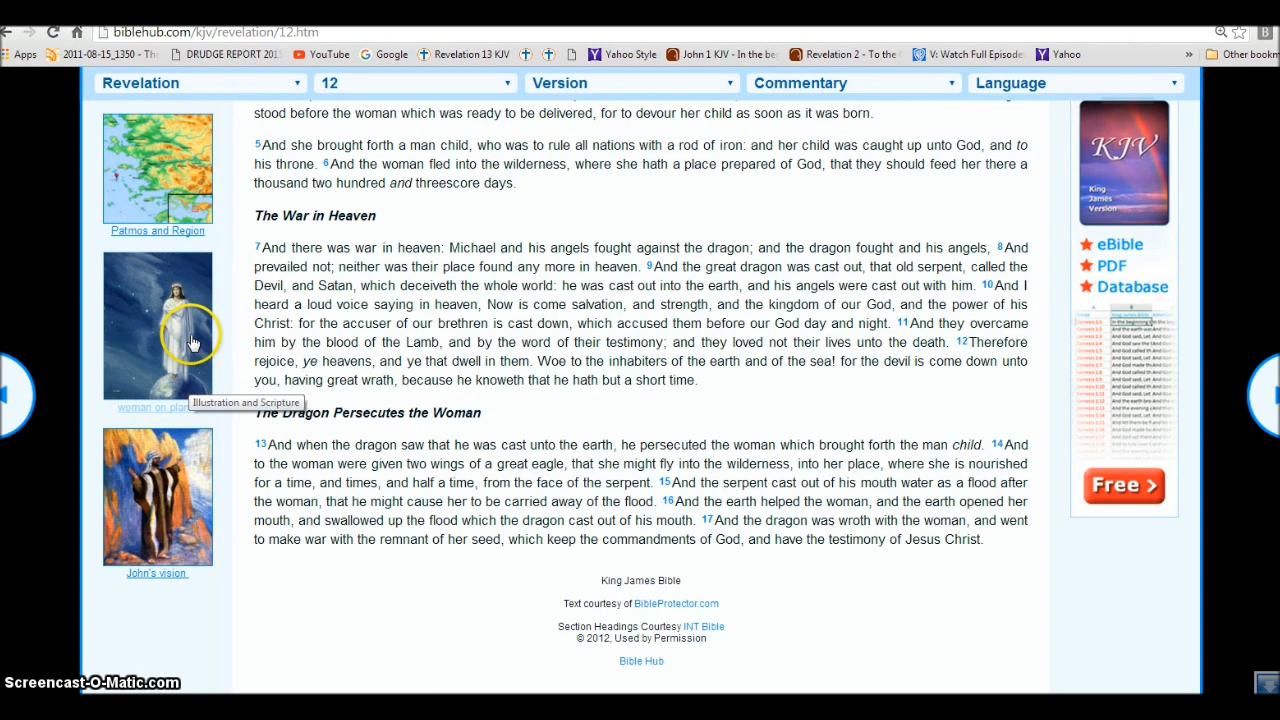 biblehub.com/kjv/revelation/12.htm
Apps 2011-08-15_1350 - Th DRUDGE REPORT 2015 YouTube Google Revelation 13 KJV Yahoo Style John 1 KJV - In the be Revelation 2 - To the V: Watch Full Episode Yahoo » Other bookm
Revelation 12 Version Commentary Language
stood before the woman which was ready to be delivered, for to devour her child as soon as it was born.
5And she brought forth a man child, who was to rule all nations with a rod of iron: and her child was caught up unto God, and to
his throne. 6And the woman fled into the wilderness, where she hath a place prepared of God, that they should feed her there a
thousand two hundred and threescore days.
The War in Heaven
7And there was war in heaven: Michael and his angels fought against the dragon; and the dragon fought and his angels, 8And
prevailed not; neither was their place found any more in heaven. 9And the great dragon was cast out, that old serpent, called the
Devil, and Satan, which deceiveth the whole world: he was cast out into the earth, and his angels were cast out with him. 10And I
heard a loud voice saying in heaven, Now is come salvation, and strength, and the kingdom of our God, and the power of his
Christ: for the accuser of our brethren is cast down, which accused them before our God day and night. 11And they overcame
him by the blood of the Lamb, and by the word of their testimony; and they loved not their lives unto the death. 12Therefore
rejoice, ye heavens, and ye that dwell in them. Woe to the inhabiters of the earth and of the sea! for the devil is come down unto
you, having great wrath, because he knoweth that he hath but a short time.
The Dragon Persecutes the Woman
13And when the dragon saw that he was cast unto the earth, he persecuted the woman which brought forth the man child. 14And
to the woman were given two wings of a great eagle, that she might fly into the wilderness, into her place, where she is nourished
for a time, and times, and half a time, from the face of the serpent. 15And the serpent cast out of his mouth water as a flood after
the woman, that he might cause her to be carried away of the flood. 16And the earth helped the woman, and the earth opened her
mouth, and swallowed up the flood which the dragon cast out of his mouth. 17And the dragon was wroth with the woman, and went
to make war with the remnant of her seed, which keep the commandments of God, and have the testimony of Jesus Christ.
King James Bible
Text courtesy of BibleProtector.com
Section Headings Courtesy INT Bible
© 2012, Used by Permission
Bible Hub
Patmos and Region
woman on plan
Illustration and Scripture
John's vision
KJV
King
James
Version
eBible
PDF
Database
Free >
Screencast-O-Matic.com